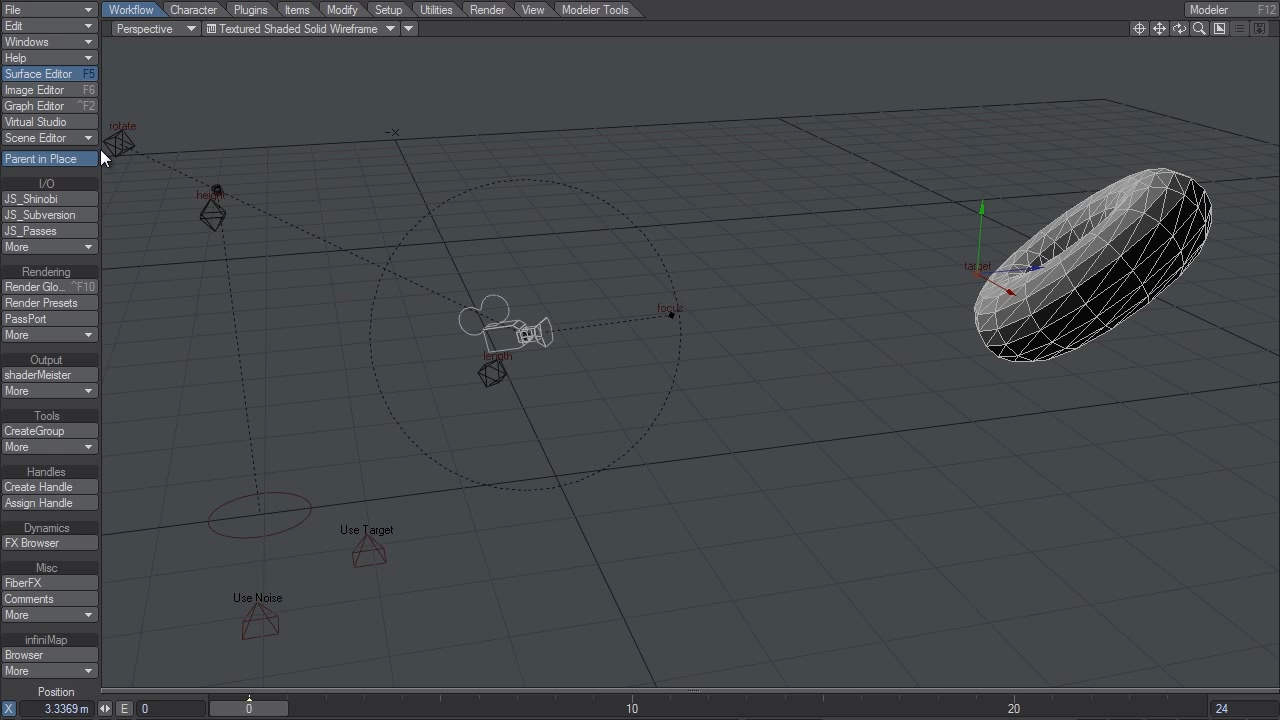 File
Workflow Character Plugins Items Modify Setup Utilities Render View Modeler Tools Modeler F12
Edit
Perspective Textured Shaded Solid Wireframe
Windows
Help
Surface Editor F5
Image Editor F6
Graph Editor ^F2
Virtual Studio
Scene Editor
Parent in Place
I/O
JS_Shinobi
JS_Subversion
JS_Passes
More
Rendering
Render Glo... ^F10
Render Presets
PassPort
More
Output
shaderMeister
More
Tools
CreateGroup
More
Handles
Create Handle
Assign Handle
Dynamics
FX Browser
Misc
FiberFX
Comments
More
infiniMap
Browser
More
Position
X 3.3369 m E 0 0 10 20 24
rotate
-X
height
target
focus
length
Use Target
Use Noise